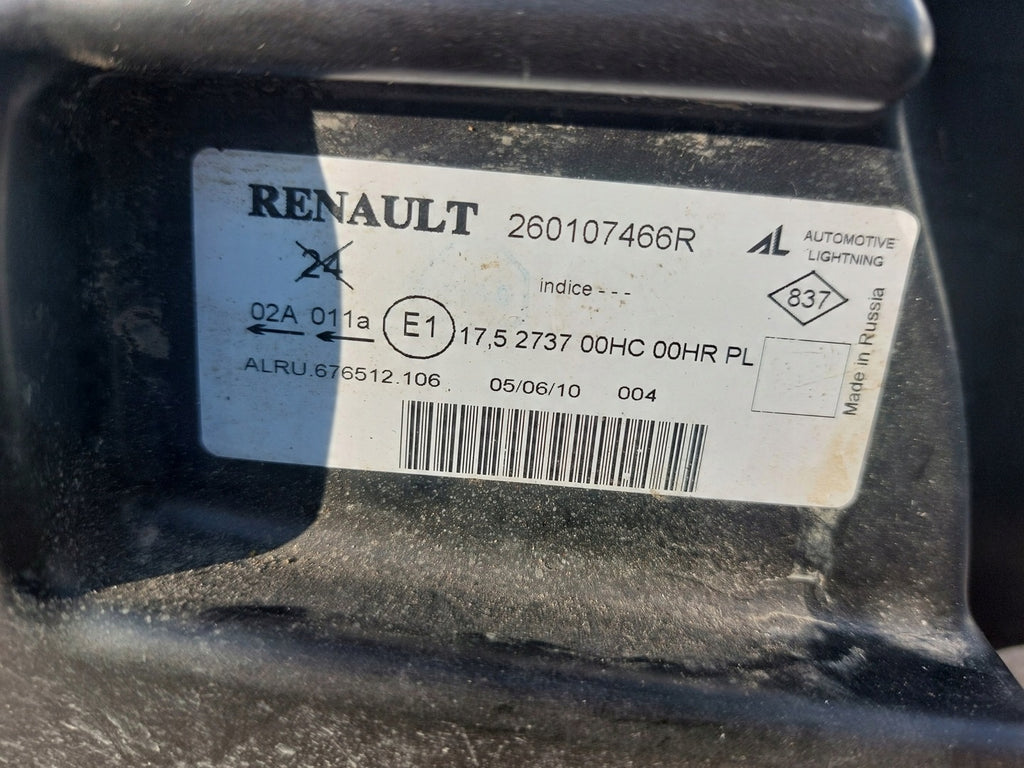 RENAULT 260107466R AL AUTOMOTIVE LIGHTNING
24
indice - - -
837
02A 011a E1 17,5 2737 00HC 00HR PL
ALRU.676512.106 05/06/10 004
Made in Russia